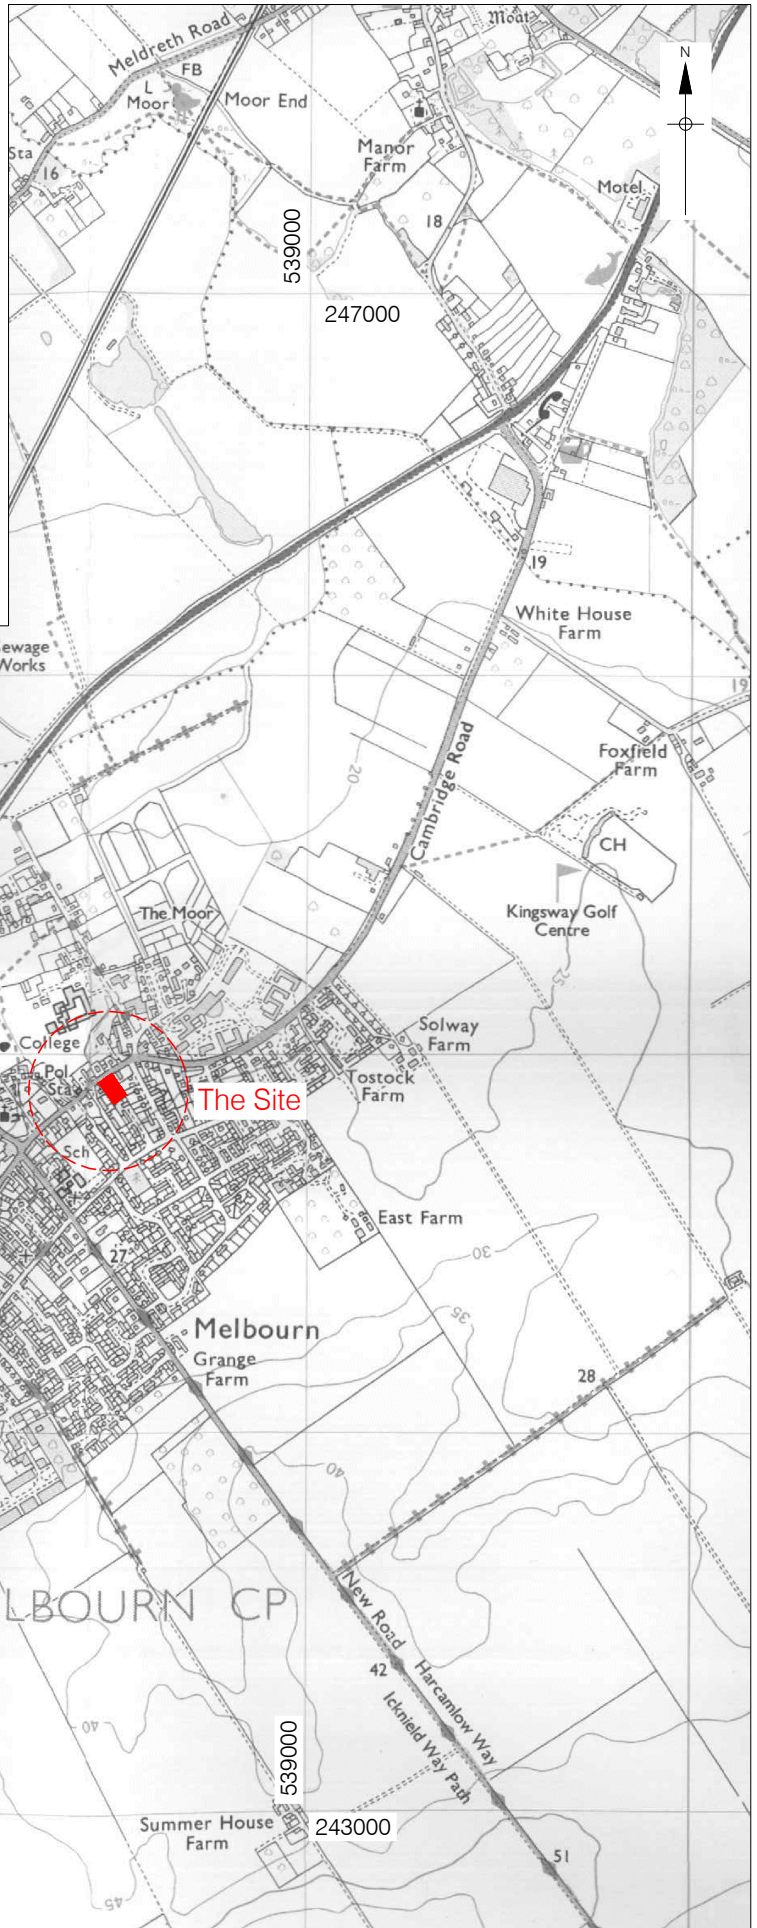 Moat
N
Meldreth Road
FB
L
Moor
Moor End
Manor
Farm
Sta
16
Motel
18
539000
247000
19
White House
Farm
ewage
Works
19
Foxfield
Farm
20
Cambridge Road
CH
The Moor
Kingsway Golf
Centre
25
College
Solway
Farm
Pol
Sta
Tostock
Farm
The Site
Sch
East Farm
27
30
Melbourn
35
Grange
Farm
28
40
LBOURN CP
New Road
42
Harcamlow Way
Icknield Way Path
40
539000
Summer House
Farm
243000
51
45